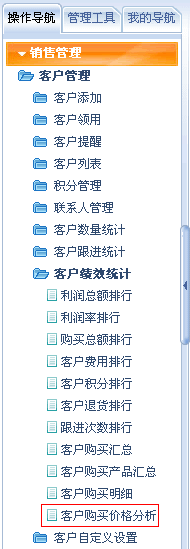 操作导航 管理工具 我的导航
销售管理
客户管理
客户添加
客户领用
客户提醒
客户列表
积分管理
联系人管理
客户数量统计
客户跟进统计
客户绩效统计
利润总额排行
利润率排行
购买总额排行
客户费用排行
客户积分排行
客户退货排行
跟进次数排行
客户购买汇总
客户购买产品汇总
客户购买明细
客户购买价格分析
客户自定义设置